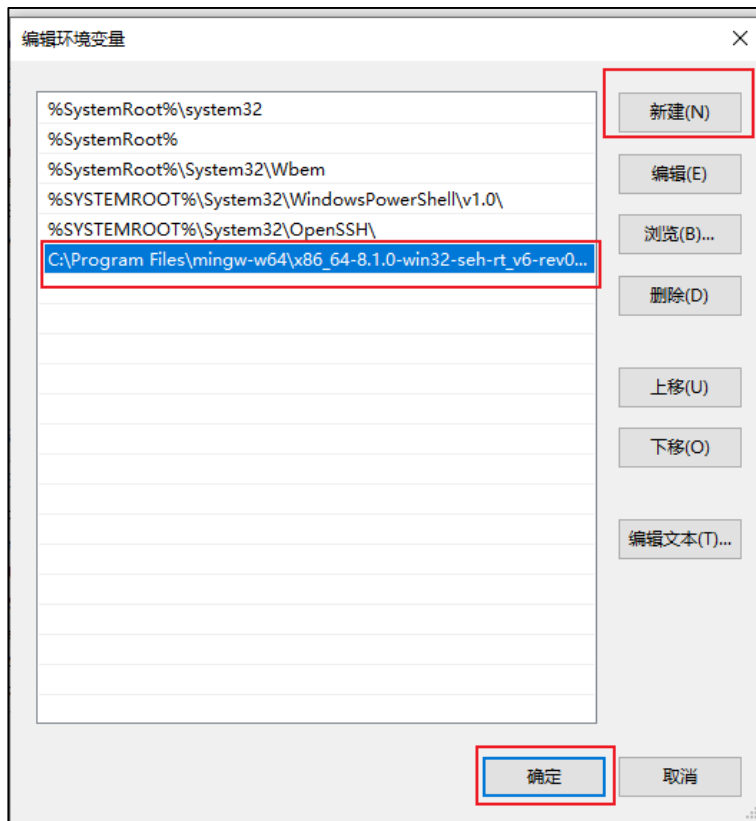 编辑环境变量
%SystemRoot%\system32
%SystemRoot%
%SystemRoot%\System32\Wbem
%SYSTEMROOT%\System32\WindowsPowerShell\v1.0\
%SYSTEMROOT%\System32\OpenSSH\
C:\Program Files\mingw-w64\x86_64-8.1.0-win32-seh-rt_v6-rev0...
新建(N)
编辑(E)
浏览(B)...
删除(D)
上移(U)
下移(O)
编辑文本(T)...
确定
取消